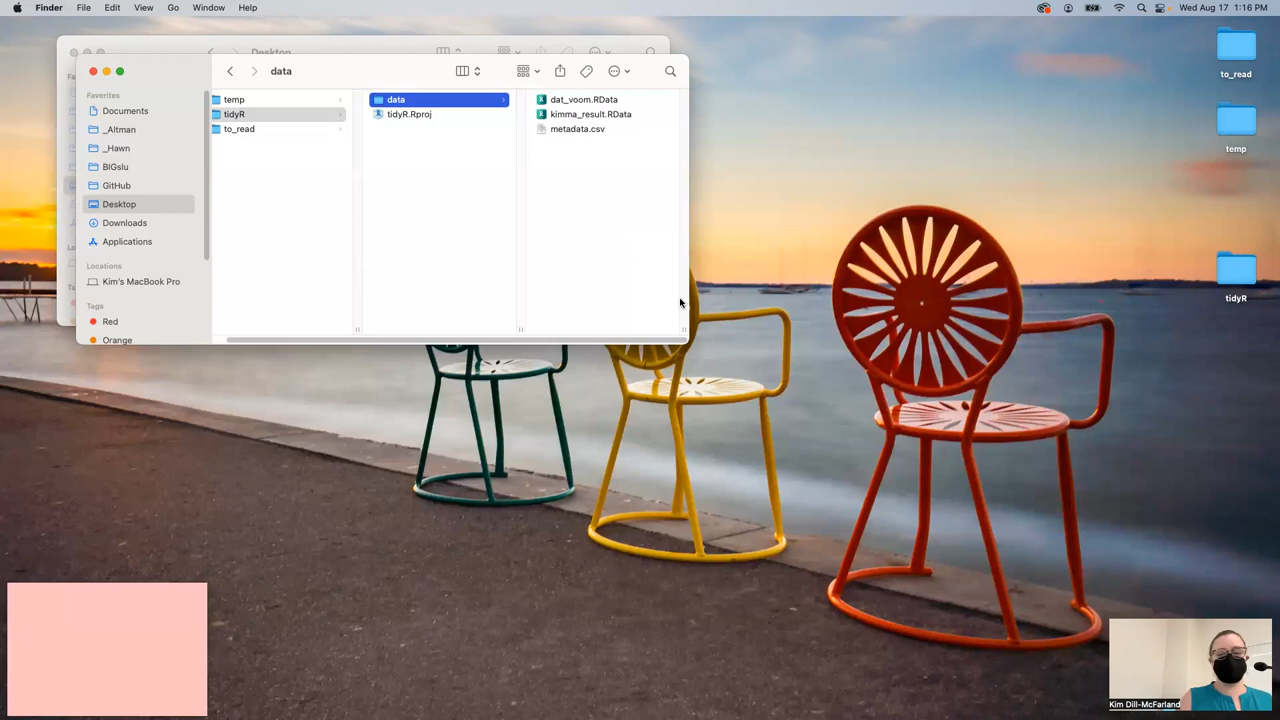 Finder File Edit View Go Window Help
Wed Aug 17 1:16 PM
Desktop
data
Favorites
Documents
_Altman
_Hawn
BIGslu
GitHub
Desktop
Downloads
Applications
Locations
Kim's MacBook Pro
Tags
Red
Orange
temp
tidyR
to_read
data
tidyR.Rproj
dat_voom.RData
kimma_result.RData
metadata.csv
to_read
temp
tidyR
Kim Dill-McFarland